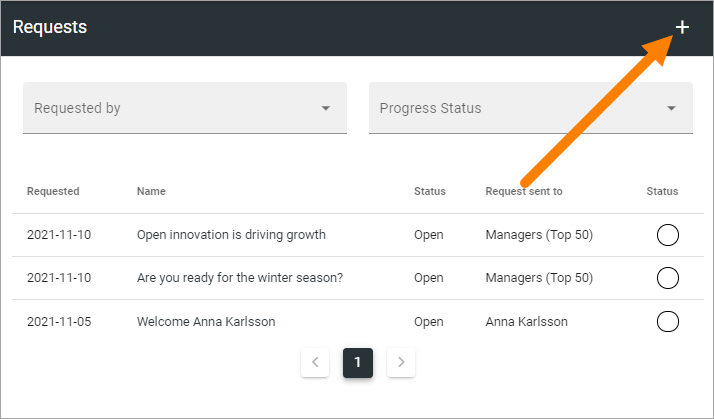 Requests
Requested by Progress Status
Requested Name Status Request sent to Status
2021-11-10 Open innovation is driving growth Open Managers (Top 50)
2021-11-10 Are you ready for the winter season? Open Managers (Top 50)
2021-11-05 Welcome Anna Karlsson Open Anna Karlsson
1